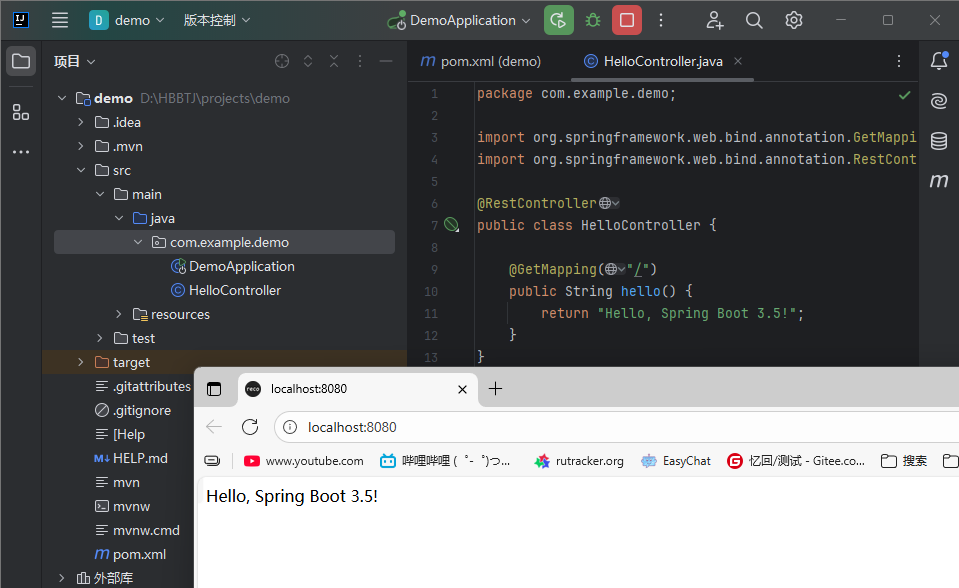 demo
版本控制
DemoApplication
项目
pom.xml (demo)
HelloController.java
demo D:\HBBTJ\projects\demo
.idea
.mvn
src
main
java
com.example.demo
DemoApplication
HelloController
resources
test
target
.gitattributes
.gitignore
[Help
HELP.md
mvn
mvnw
mvnw.cmd
pom.xml
外部库
1 package com.example.demo;
2
3 import org.springframework.web.bind.annotation.GetMappi
4 import org.springframework.web.bind.annotation.RestCont
5
6 @RestController
7 public class HelloController {
8
9 @GetMapping("/")
10 public String hello() {
11 return "Hello, Spring Boot 3.5!";
12 }
13 }
localhost:8080
localhost:8080
www.youtube.com
哔哩哔哩 ( ゜- ゜)つ...
rutracker.org
EasyChat
忆回/测试 - Gitee.co...
搜索
Hello, Spring Boot 3.5!